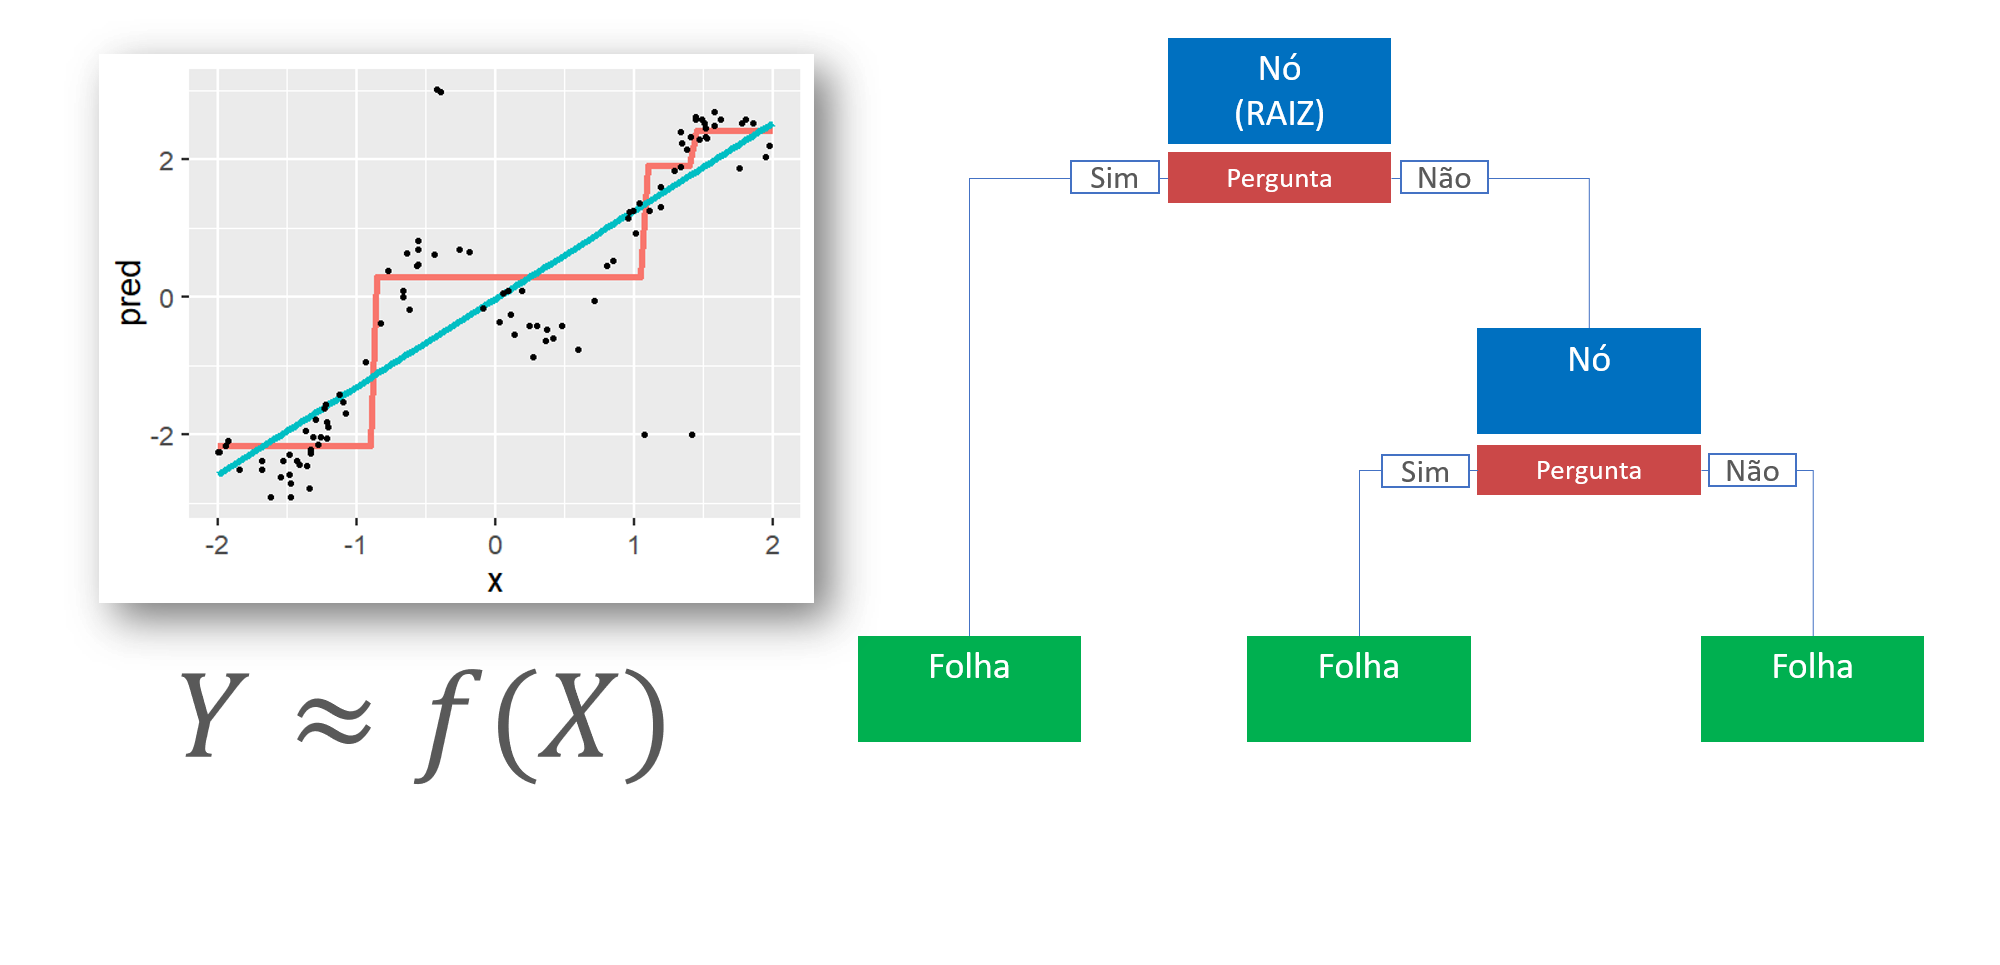 pred
2
0
-2
-2
-1
0
1
2
x
Y ≈ f(X)
Nó
(RAIZ)
Sim
Pergunta
Não
Nó
Sim
Pergunta
Não
Folha
Folha
Folha